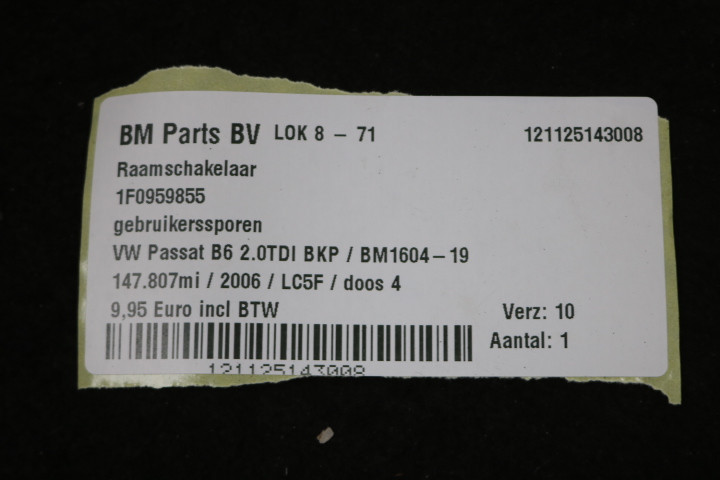 BM Parts BV LOK 8 - 71 121125143008
Raamschakelaar
1F0959855
gebruikerssporen
VW Passat B6 2.0TDI BKP / BM1604-19
147.807mi / 2006 / LC5F / doos 4
9,95 Euro incl BTW Verz: 10
Aantal: 1
121125143008